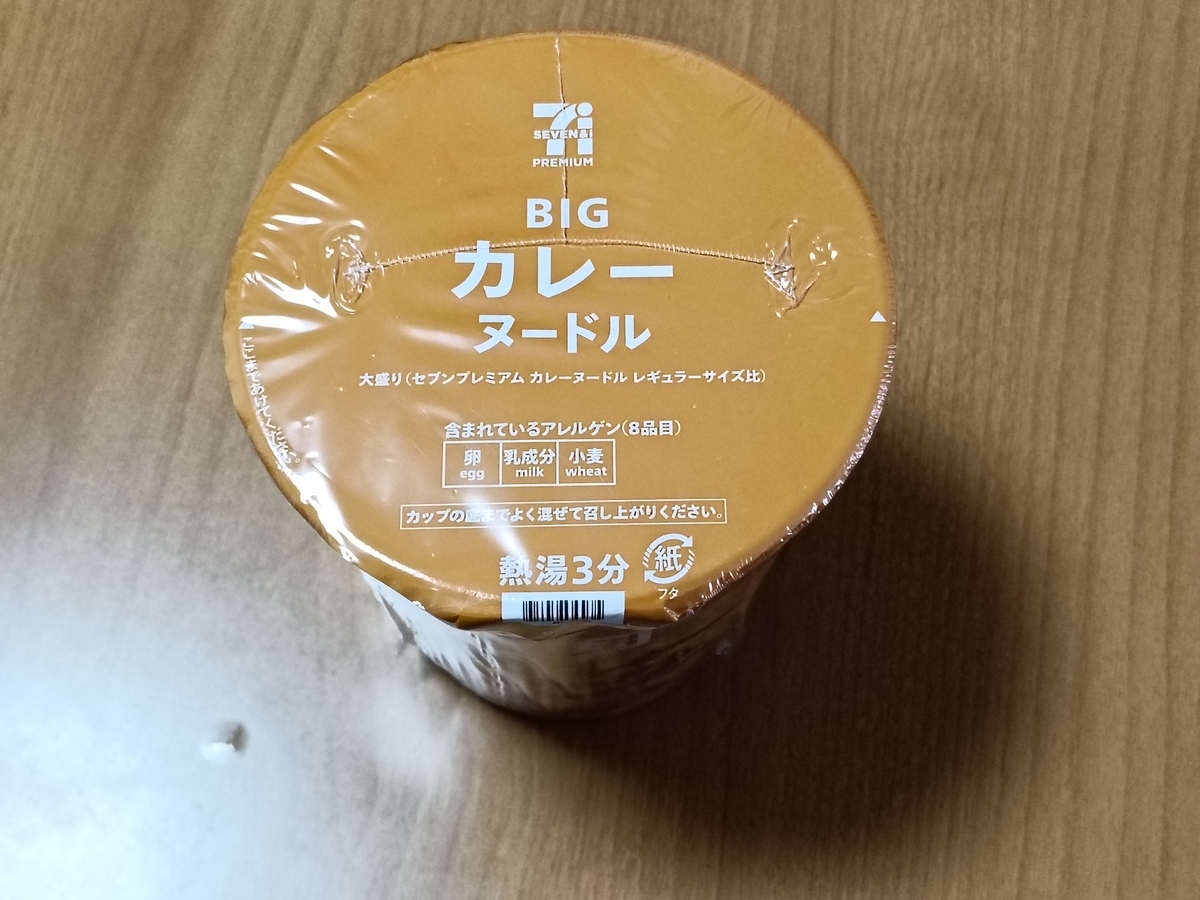 7i
SEVEN&i
PREMIUM
BIG
カレー
ヌードル
大盛り(セブンプレミアム カレーヌードル レギュラーサイズ比)
ここまであけてください。
含まれているアレルゲン(8品目)
卵 乳成分 小麦
egg milk wheat
カップの底までよく混ぜて召し上がりください。
熱湯3分
紙
フタ